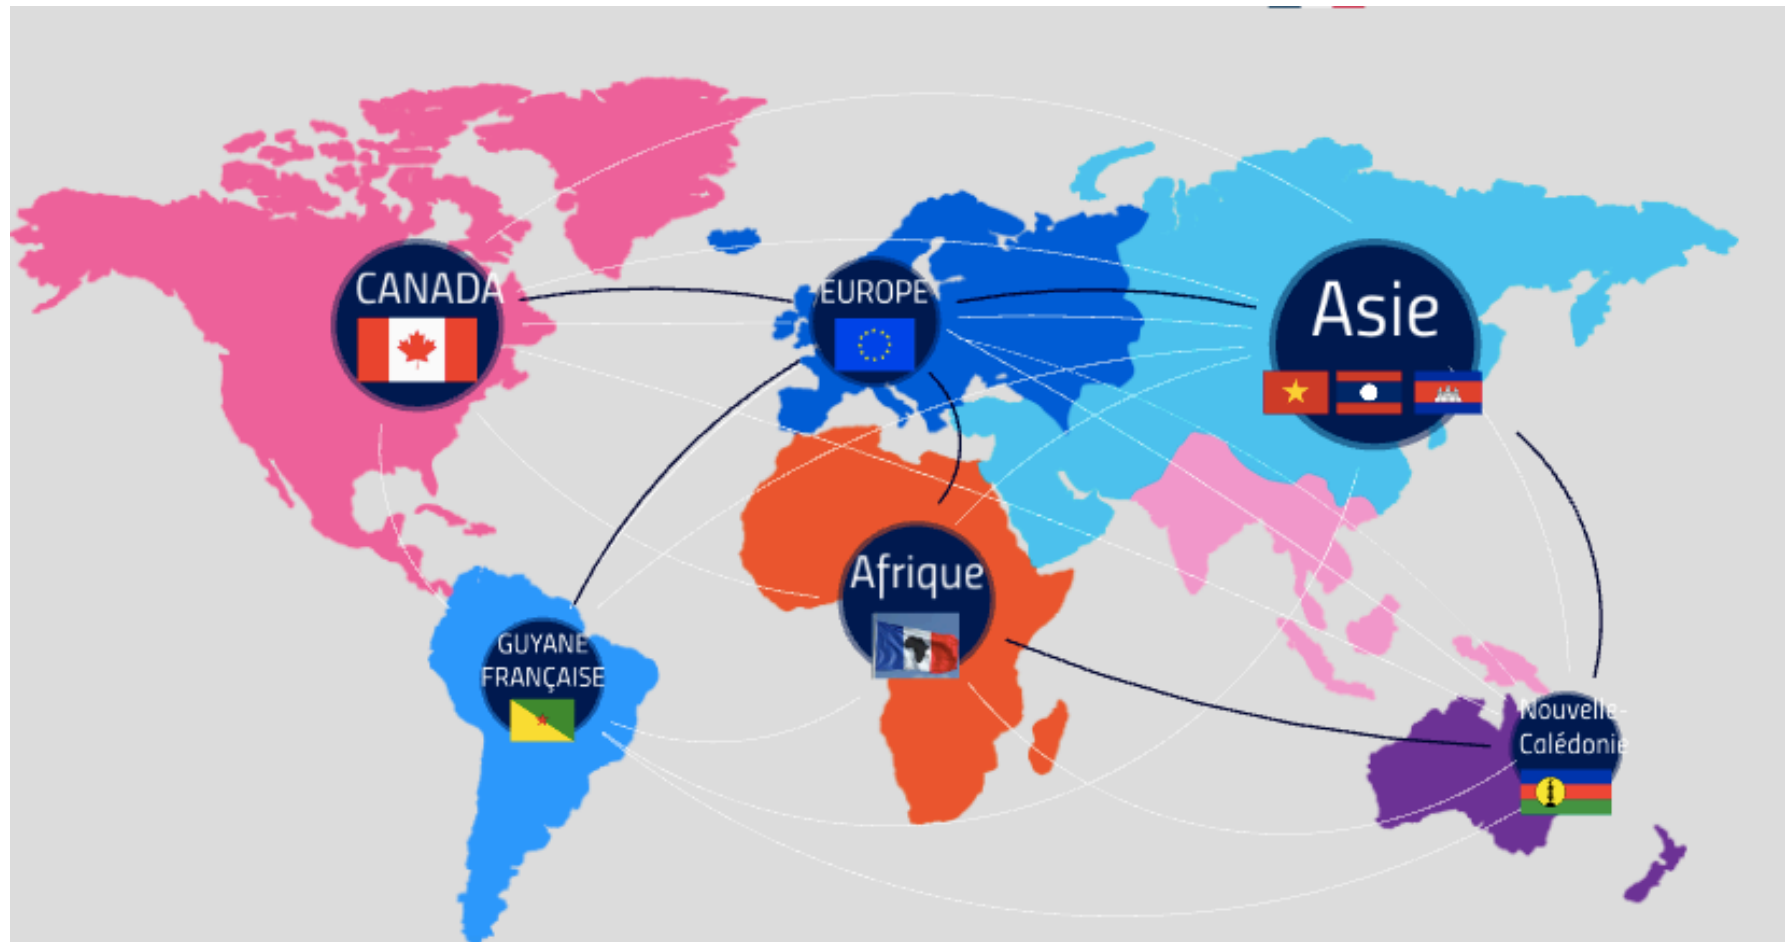 CANADA
EUROPE
Asie
Afrique
GUYANE
FRANÇAISE
Nouvelle-
Calédonie